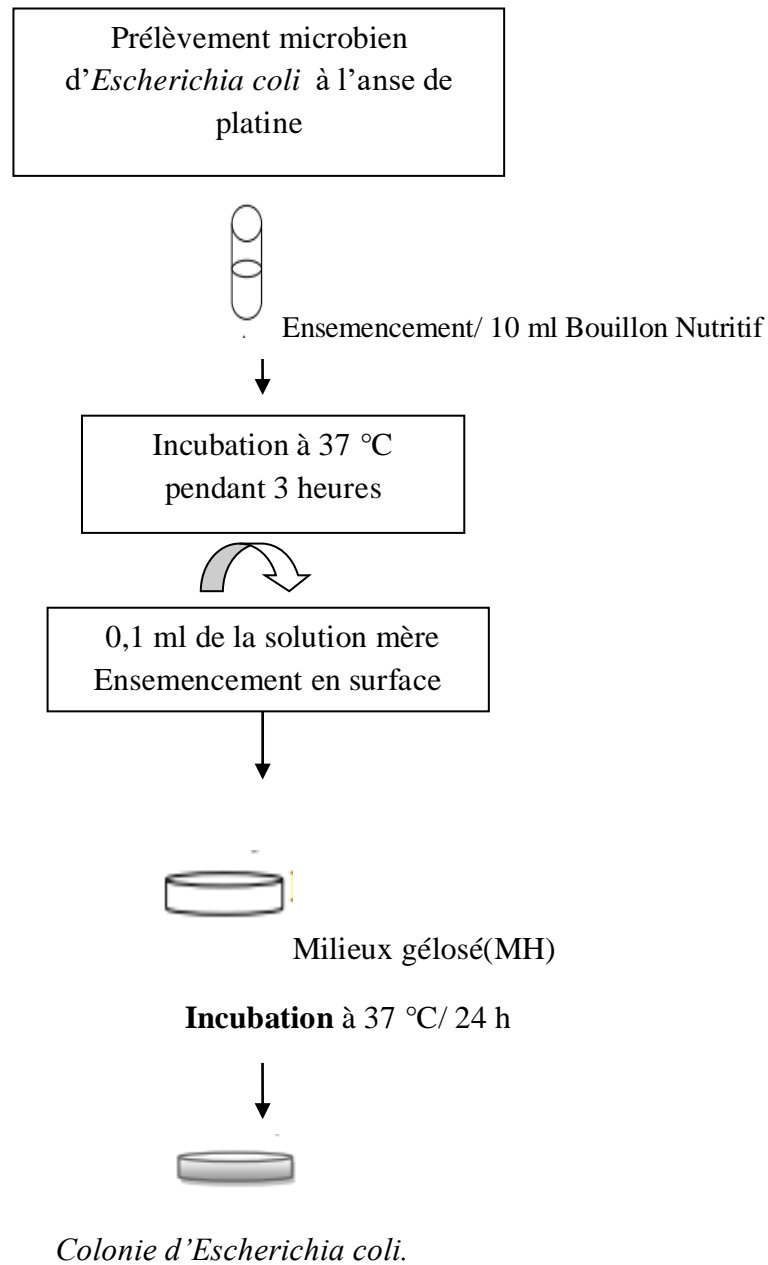 Prélèvement microbien
d’Escherichia coli à l’anse de
platine
Ensemencement/ 10 ml Bouillon Nutritif
Incubation à 37 °C
pendant 3 heures
0,1 ml de la solution mère
Ensemencement en surface
Milieux gélosé(MH)
Incubation à 37 °C/ 24 h
Colonie d’Escherichia coli.